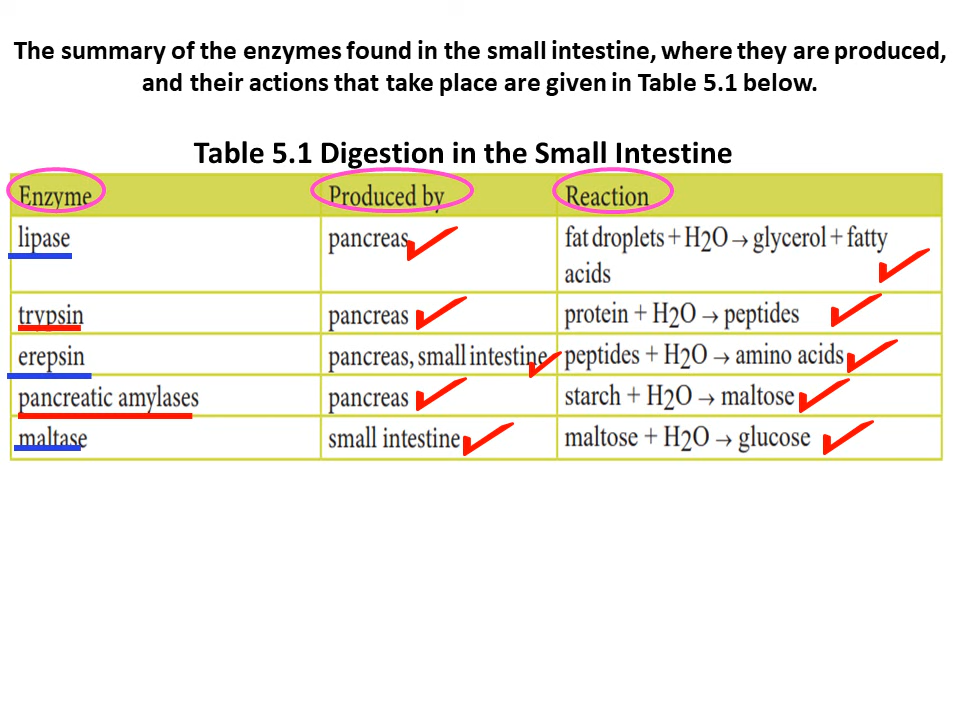 The summary of the enzymes found in the small intestine, where they are produced,
and their actions that take place are given in Table 5.1 below.
Table 5.1 Digestion in the Small Intestine
Enzyme Produced by Reaction
lipase pancreas fat droplets + H2O → glycerol + fatty
acids
trypsin pancreas protein + H2O → peptides
erepsin pancreas, small intestine peptides + H2O → amino acids
pancreatic amylases pancreas starch + H2O → maltose
maltase small intestine maltose + H2O → glucose